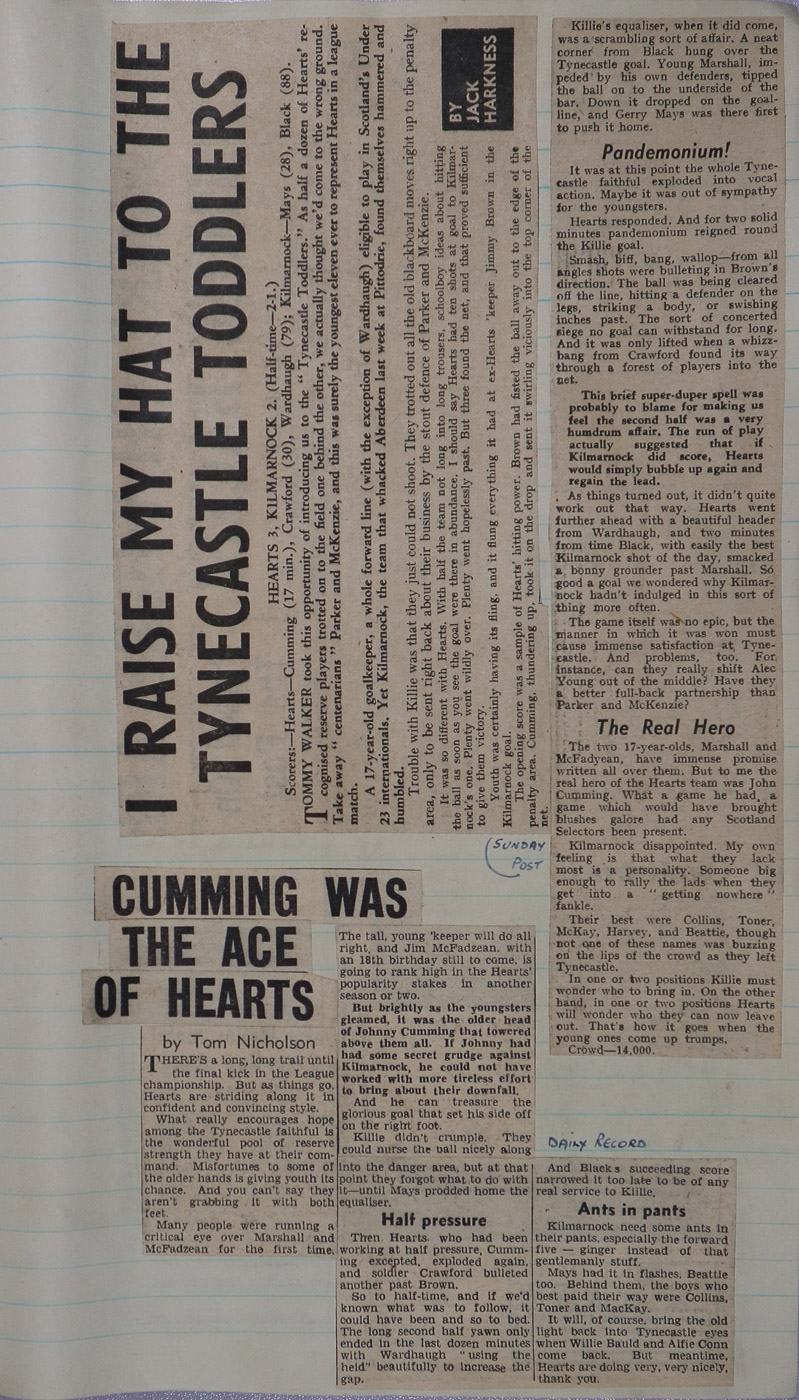 I RAISE MY HAT TO THE
TYNECASTLE TODDLERS
HEARTS 3, KILMARNOCK 2. (Half-time—2-1.)
Scorers:—Hearts—Cumming (17 min.), Crawford (30), Wardhaugh (79); Kilmarnock—Mays (28), Black (88).
TOMMY WALKER took this opportunity of introducing us to the "Tynecastle Toddlers." As half a dozen of Hearts' re-
cognised reserve players trotted on to the field one behind the other, we actually thought we'd come to the wrong ground.
Take away "centenarians" Parker and McKenzie, and this was surely the youngest eleven ever to represent Hearts in a league
match.
A 17-year-old goalkeeper, a whole forward line (with the exception of Wardhaugh) eligible to play in Scotland's Under
23 internationals. Yet Kilmarnock, the team that whacked Aberdeen last week at Pittodrie, found themselves hammered and
humbled.
Trouble with Killie was that they just could not shoot. They trotted out all the old blackboard moves right up to the penalty
area, only to be sent right back about their business by the stout defence of Parker and McKenzie.
It was so different with Hearts. With half the team not long into long trousers, schoolboy ideas about hitting
the ball as soon as you see the goal were there in abundance. I should say Hearts had ten shots at goal to Kilmar-
nock's one. Plenty went wildly over. Plenty went hopelessly past. But three found the net, and that proved sufficient
to give them victory.
Youth was certainly having its fling, and it flung everything it had at ex-Hearts 'keeper Jimmy Brown in the
Kilmarnock goal.
The opening score was a sample of Hearts' hitting power. Brown had fisted the ball away out to the edge of the
penalty area. Cumming, thundering up, took it on the drop and sent it swirling viciously into the top corner of the
net.
BY
JACK
HARKNESS
(SUNDAY
POST
Killie's equaliser, when it did come,
was a scrambling sort of affair. A neat
corner from Black hung over the
Tynecastle goal. Young Marshall, im-
peded by his own defenders, tipped
the ball on to the underside of the
bar. Down it dropped on the goal-
line, and Gerry Mays was there first
to push it home.
Pandemonium!
It was at this point the whole Tyne-
castle faithful exploded into vocal
action. Maybe it was out of sympathy
for the youngsters.
Hearts responded. And for two solid
minutes pandemonium reigned round
the Killie goal.
Smash, biff, bang, wallop—from all
angles shots were bulleting in Brown's
direction. The ball was being cleared
off the line, hitting a defender on the
legs, striking a body, or swishing
inches past. The sort of concerted
siege no goal can withstand for long.
And it was only lifted when a whizz-
bang from Crawford found its way
through a forest of players into the
net.
This brief super-duper spell was
probably to blame for making us
feel the second half was a very
humdrum affair. The run of play
actually suggested that if
Kilmarnock did score, Hearts
would simply bubble up again and
regain the lead.
As things turned out, it didn't quite
work out that way. Hearts went
further ahead with a beautiful header
from Wardhaugh, and two minutes
from time Black, with easily the best
Kilmarnock shot of the day, smacked
a bonny grounder past Marshall. So
good a goal we wondered why Kilmar-
nock hadn't indulged in this sort of
thing more often.
The game itself was no epic, but the
manner in which it was won must
cause immense satisfaction at Tyne-
castle. And problems, too. For
instance, can they really shift Alec
Young out of the middle? Have they
a better full-back partnership than
Parker and McKenzie?
The Real Hero
The two 17-year-olds, Marshall and
McFadyean, have immense promise
written all over them. But to me the
real hero of the Hearts team was John
Cumming. What a game he had, a
game which would have brought
blushes galore had any Scotland
Selectors been present.
Kilmarnock disappointed. My own
feeling is that what they lack
most is a personality. Someone big
enough to rally the lads when they
get into a "getting nowhere"
fankle.
Their best were Collins, Toner,
McKay, Harvey, and Beattie, though
not one of these names was buzzing
on the lips of the crowd as they left
Tynecastle.
In one or two positions Killie must
wonder who to bring in. On the other
hand, in one or two positions Hearts
will wonder who they can now leave
out. That's how it goes when the
young ones come up trumps.
Crowd—14,000.
CUMMING WAS
THE ACE
OF HEARTS
by Tom Nicholson
THERE'S a long, long trail until
the final kick in the League
championship. But as things go,
Hearts are striding along it in
confident and convincing style.
What really encourages hope
among the Tynecastle faithful is
the wonderful pool of reserve
strength they have at their com-
mand. Misfortunes to some of
the older hands is giving youth its
chance. And you can't say they
aren't grabbing it with both
feet.
Many people were running a
critical eye over Marshall and
McFadzean for the first time.
The tall, young 'keeper will do all
right, and Jim McFadzean, with
an 18th birthday still to come, is
going to rank high in the Hearts'
popularity stakes in another
season or two.
But brightly as the youngsters
gleamed, it was the older head
of Johnny Cumming that towered
above them all. If Johnny had
had some secret grudge against
Kilmarnock, he could not have
worked with more tireless effort
to bring about their downfall.
And he can treasure the
glorious goal that set his side off
on the right foot.
Killie didn't crumple. They
could nurse the ball nicely along
into the danger area, but at that
point they forgot what to do with
it—until Mays prodded home the
equaliser.
Half pressure
Then Hearts, who had been
working at half pressure, Cumm-
ing excepted, exploded again,
and soldier Crawford bulleted
another past Brown.
So to half-time, and if we'd
known what was to follow, it
could have been and so to bed.
The long second half yawn only
ended in the last dozen minutes
with Wardhaugh "using the
held" beautifully to increase the
gap.
DAILY RECORD
And Black's succeeding score
narrowed it too late to be of any
real service to Killie.
Ants in pants
Kilmarnock need some ants in
their pants, especially the forward
five — ginger instead of that
gentlemanly stuff.
Mays had it in flashes, Beattie
too. Behind them, the boys who
best paid their way were Collins,
Toner and MacKay.
It will, of course, bring the old
light back into Tynecastle eyes
when Willie Bauld and Alfie Conn
come back. But meantime,
Hearts are doing very, very nicely,
thank you.